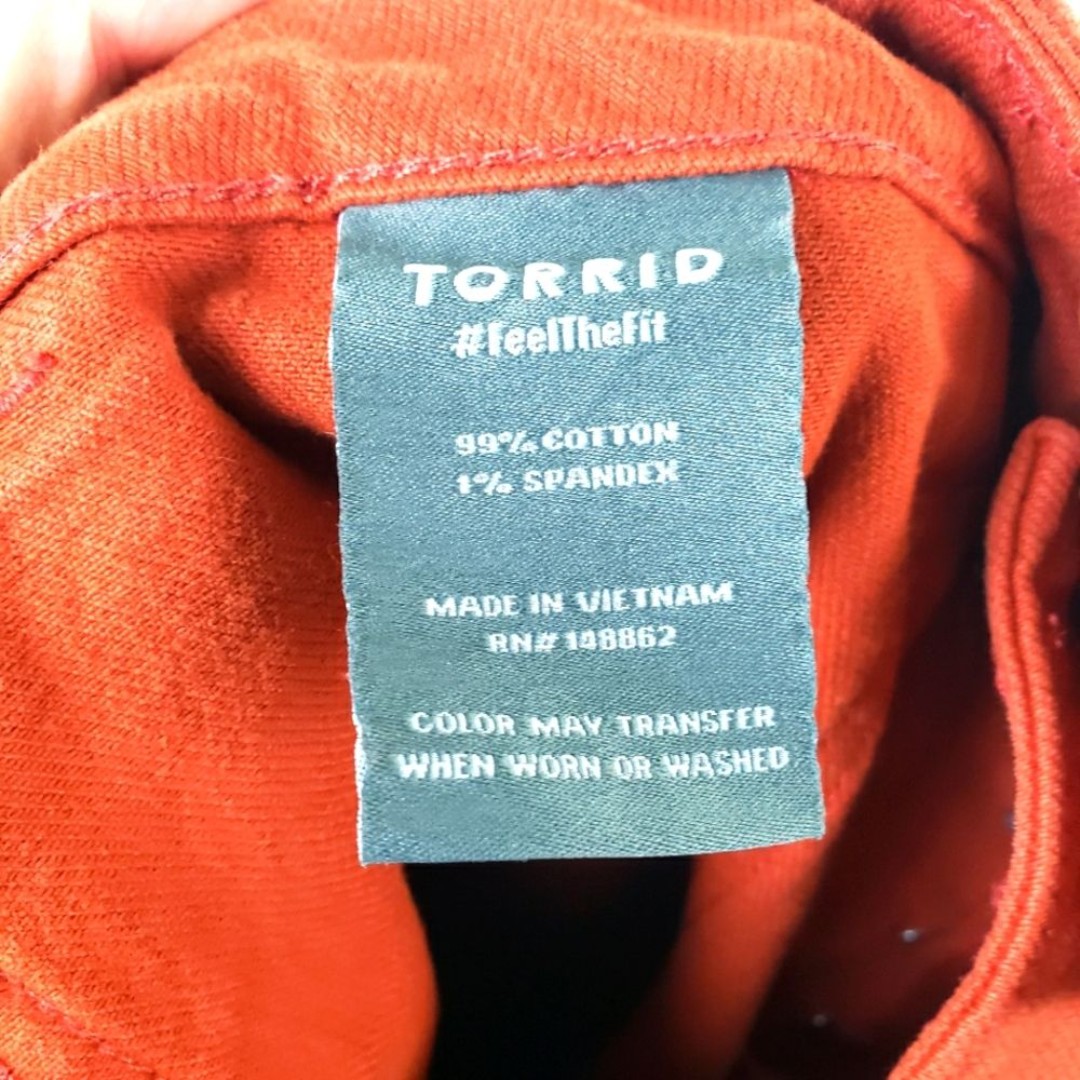 TORRID
#FeelTheFit
99% COTTON
1% SPANDEX
MADE IN VIETNAM
RN# 148862
COLOR MAY TRANSFER
WHEN WORN OR WASHED